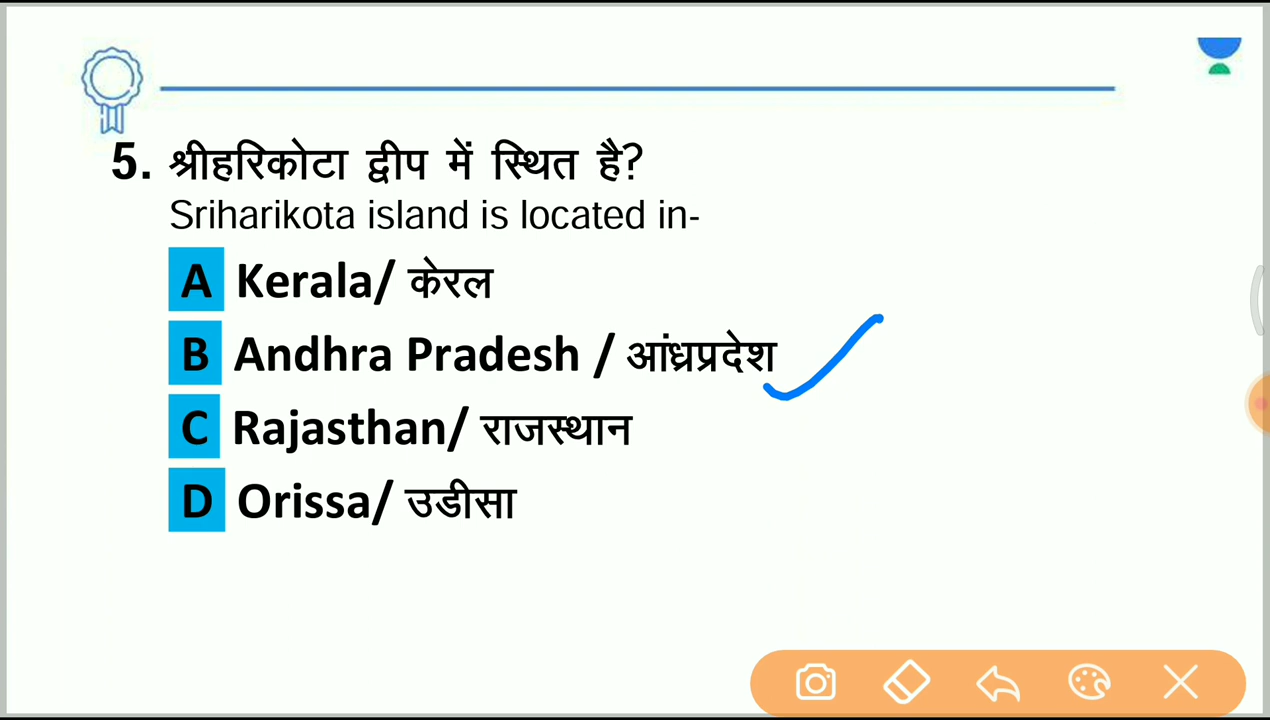 5. श्रीहरिकोटा द्वीप में स्थित है?
Sriharikota island is located in-
A Kerala/ केरल
B Andhra Pradesh / आंध्रप्रदेश
C Rajasthan/ राजस्थान
D Orissa/ उडीसा